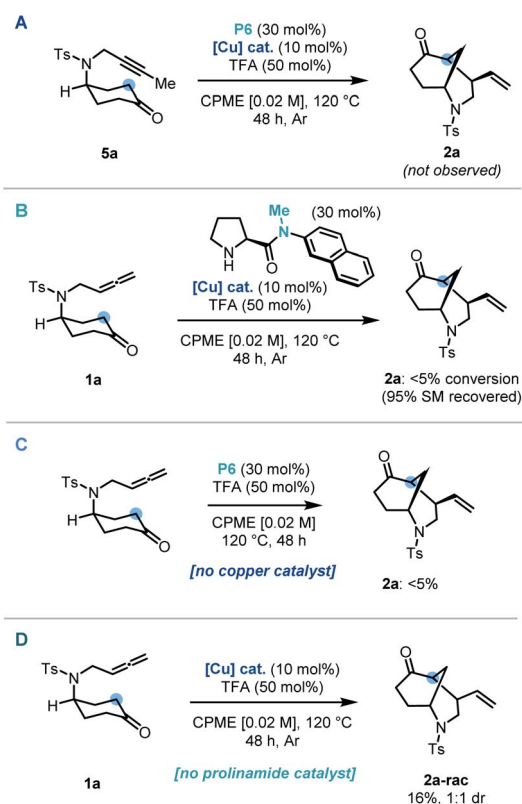 A
Ts
N
H
Me
O
5a
P6 (30 mol%)
[Cu] cat. (10 mol%)
TFA (50 mol%)
CPME [0.02 M], 120 °C
48 h, Ar
O
N
Ts
2a
(not observed)
B
Ts
N
H
O
1a
Me
N
NH
O
(30 mol%)
[Cu] cat. (10 mol%)
TFA (50 mol%)
CPME [0.02 M], 120 °C
48 h, Ar
O
N
Ts
2a: <5% conversion
(95% SM recovered)
C
Ts
N
H
O
P6 (30 mol%)
TFA (50 mol%)
CPME [0.02 M]
120 °C, 48 h
[no copper catalyst]
O
N
Ts
2a: <5%
D
Ts
N
H
O
1a
[Cu] cat. (10 mol%)
TFA (50 mol%)
CPME [0.02 M], 120 °C
48 h, Ar
[no prolinamide catalyst]
O
N
Ts
2a-rac
16%, 1:1 dr